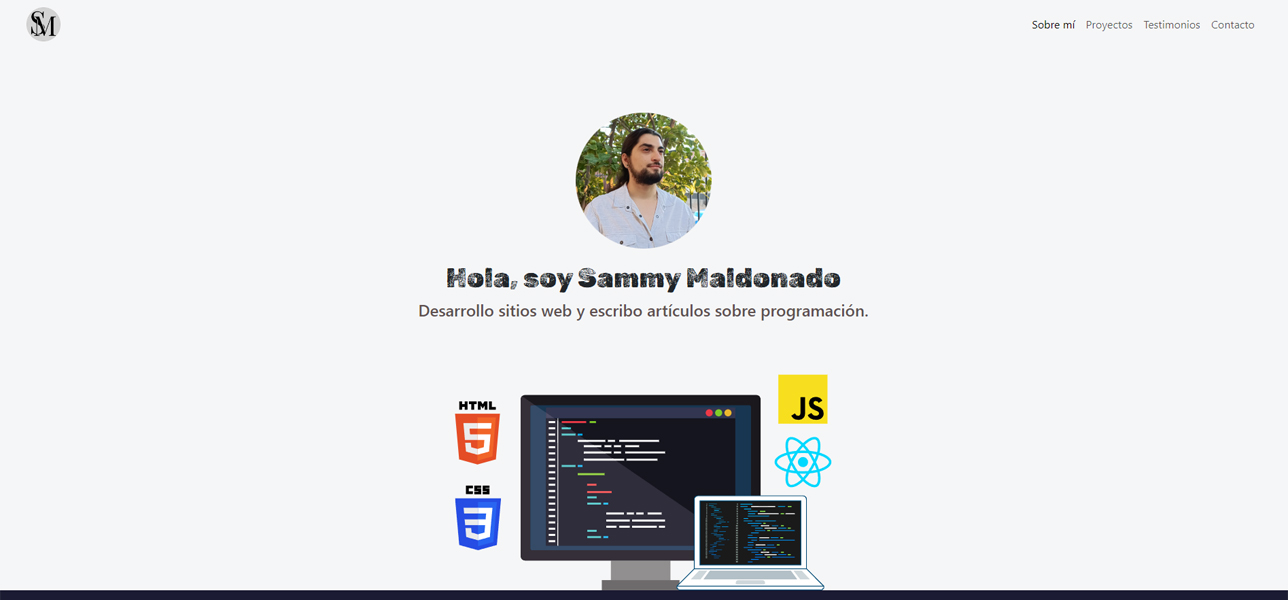 SM
Sobre mí Proyectos Testimonios Contacto
Hola, soy Sammy Maldonado
Desarrollo sitios web y escribo artículos sobre programación.
HTML
5
JS
CSS
3